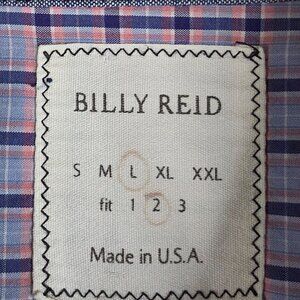 BILLY REID
S M L XL XXL
fit 1 2 3
Made in U.S.A.